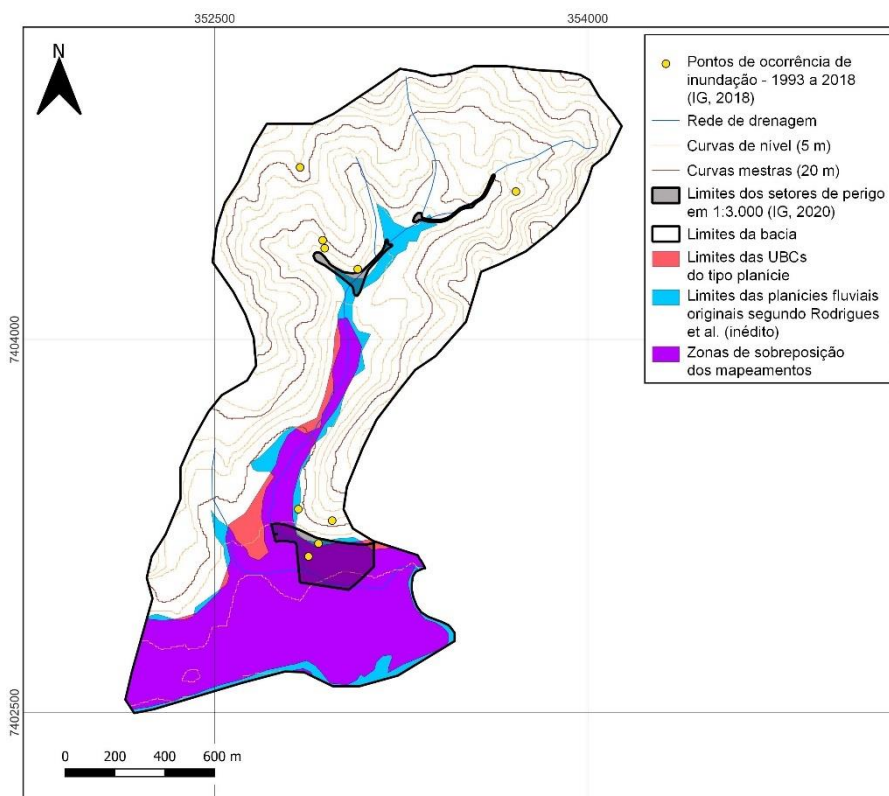 352500
354000
N
7404000
7402500
0 200 400 600 m
Pontos de ocorrência de
inundação - 1993 a 2018
(IG, 2018)
Rede de drenagem
Curvas de nível (5 m)
Curvas mestras (20 m)
Limites dos setores de perigo
em 1:3.000 (IG, 2020)
Limites da bacia
Limites das UBCs
do tipo planície
Limites das planícies fluviais
originais segundo Rodrigues
et al. (inédito)
Zonas de sobreposição
dos mapeamentos